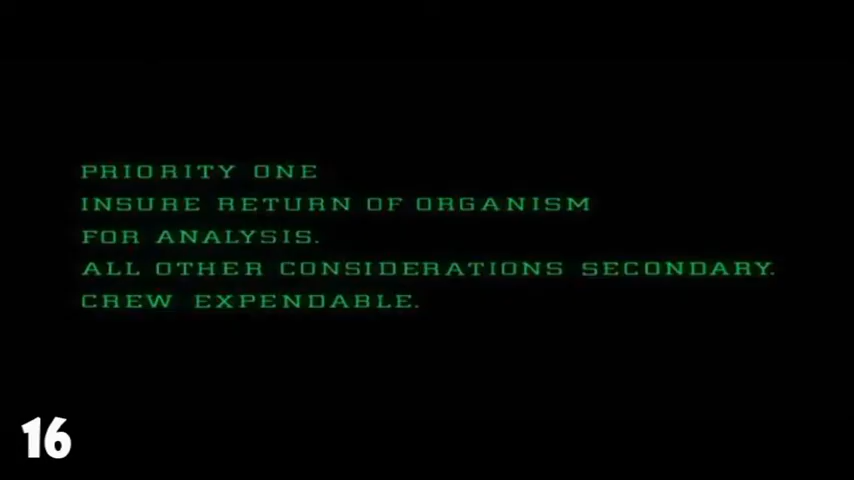 PRIORITY ONE
INSURE RETURN OF ORGANISM
FOR ANALYSIS.
ALL OTHER CONSIDERATIONS SECONDARY.
CREW EXPENDABLE.
16